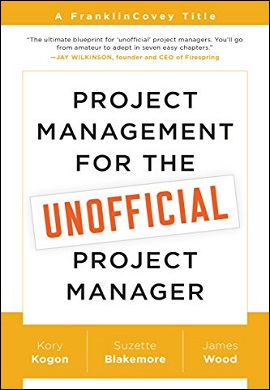 A FranklinCovey Title
“The ultimate blueprint for ‘unofficial’ project managers. You’ll go
from amateur to adept in seven easy chapters.”
—JAY WILKINSON, founder and CEO of Firespring
PROJECT
MANAGEMENT
FOR THE
UNOFFICIAL
PROJECT
MANAGER
Kory
Kogon
Suzette
Blakemore
James
Wood